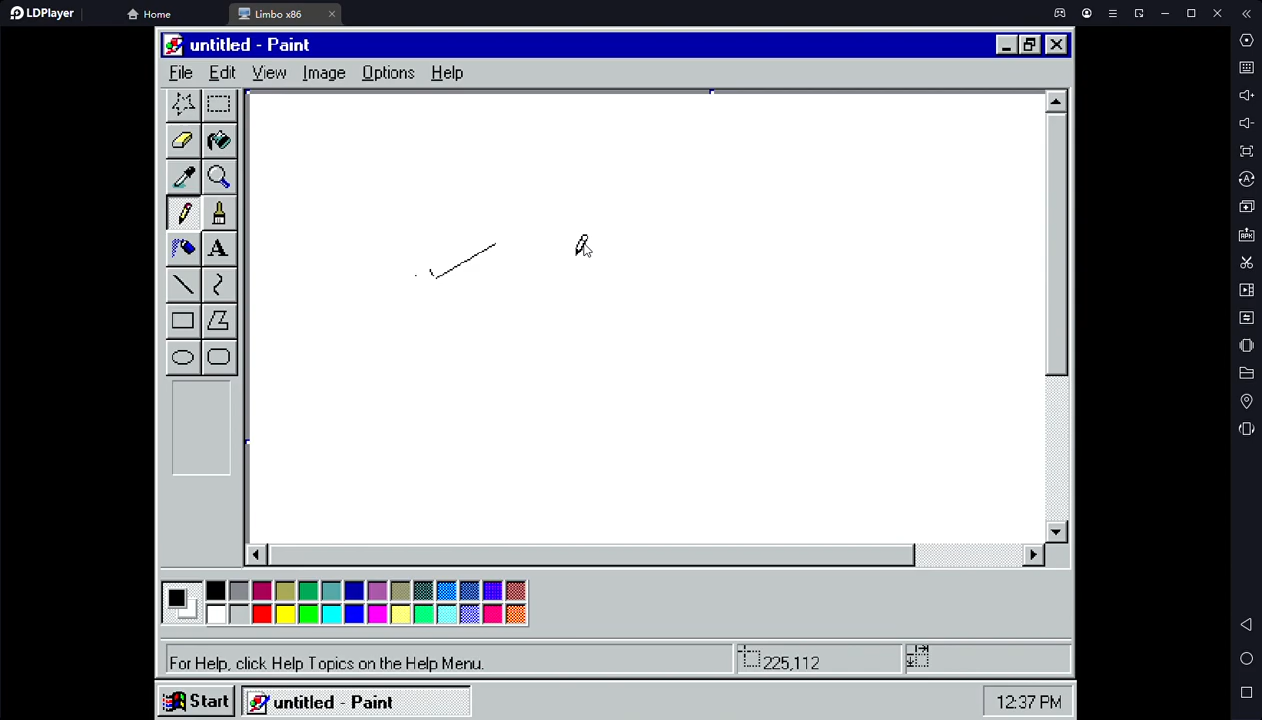 LDPlayer Home Limbo x86
untitled - Paint
File Edit View Image Options Help
A
A
APK
For Help, click Help Topics on the Help Menu. 225,112
Start untitled - Paint 12:37 PM